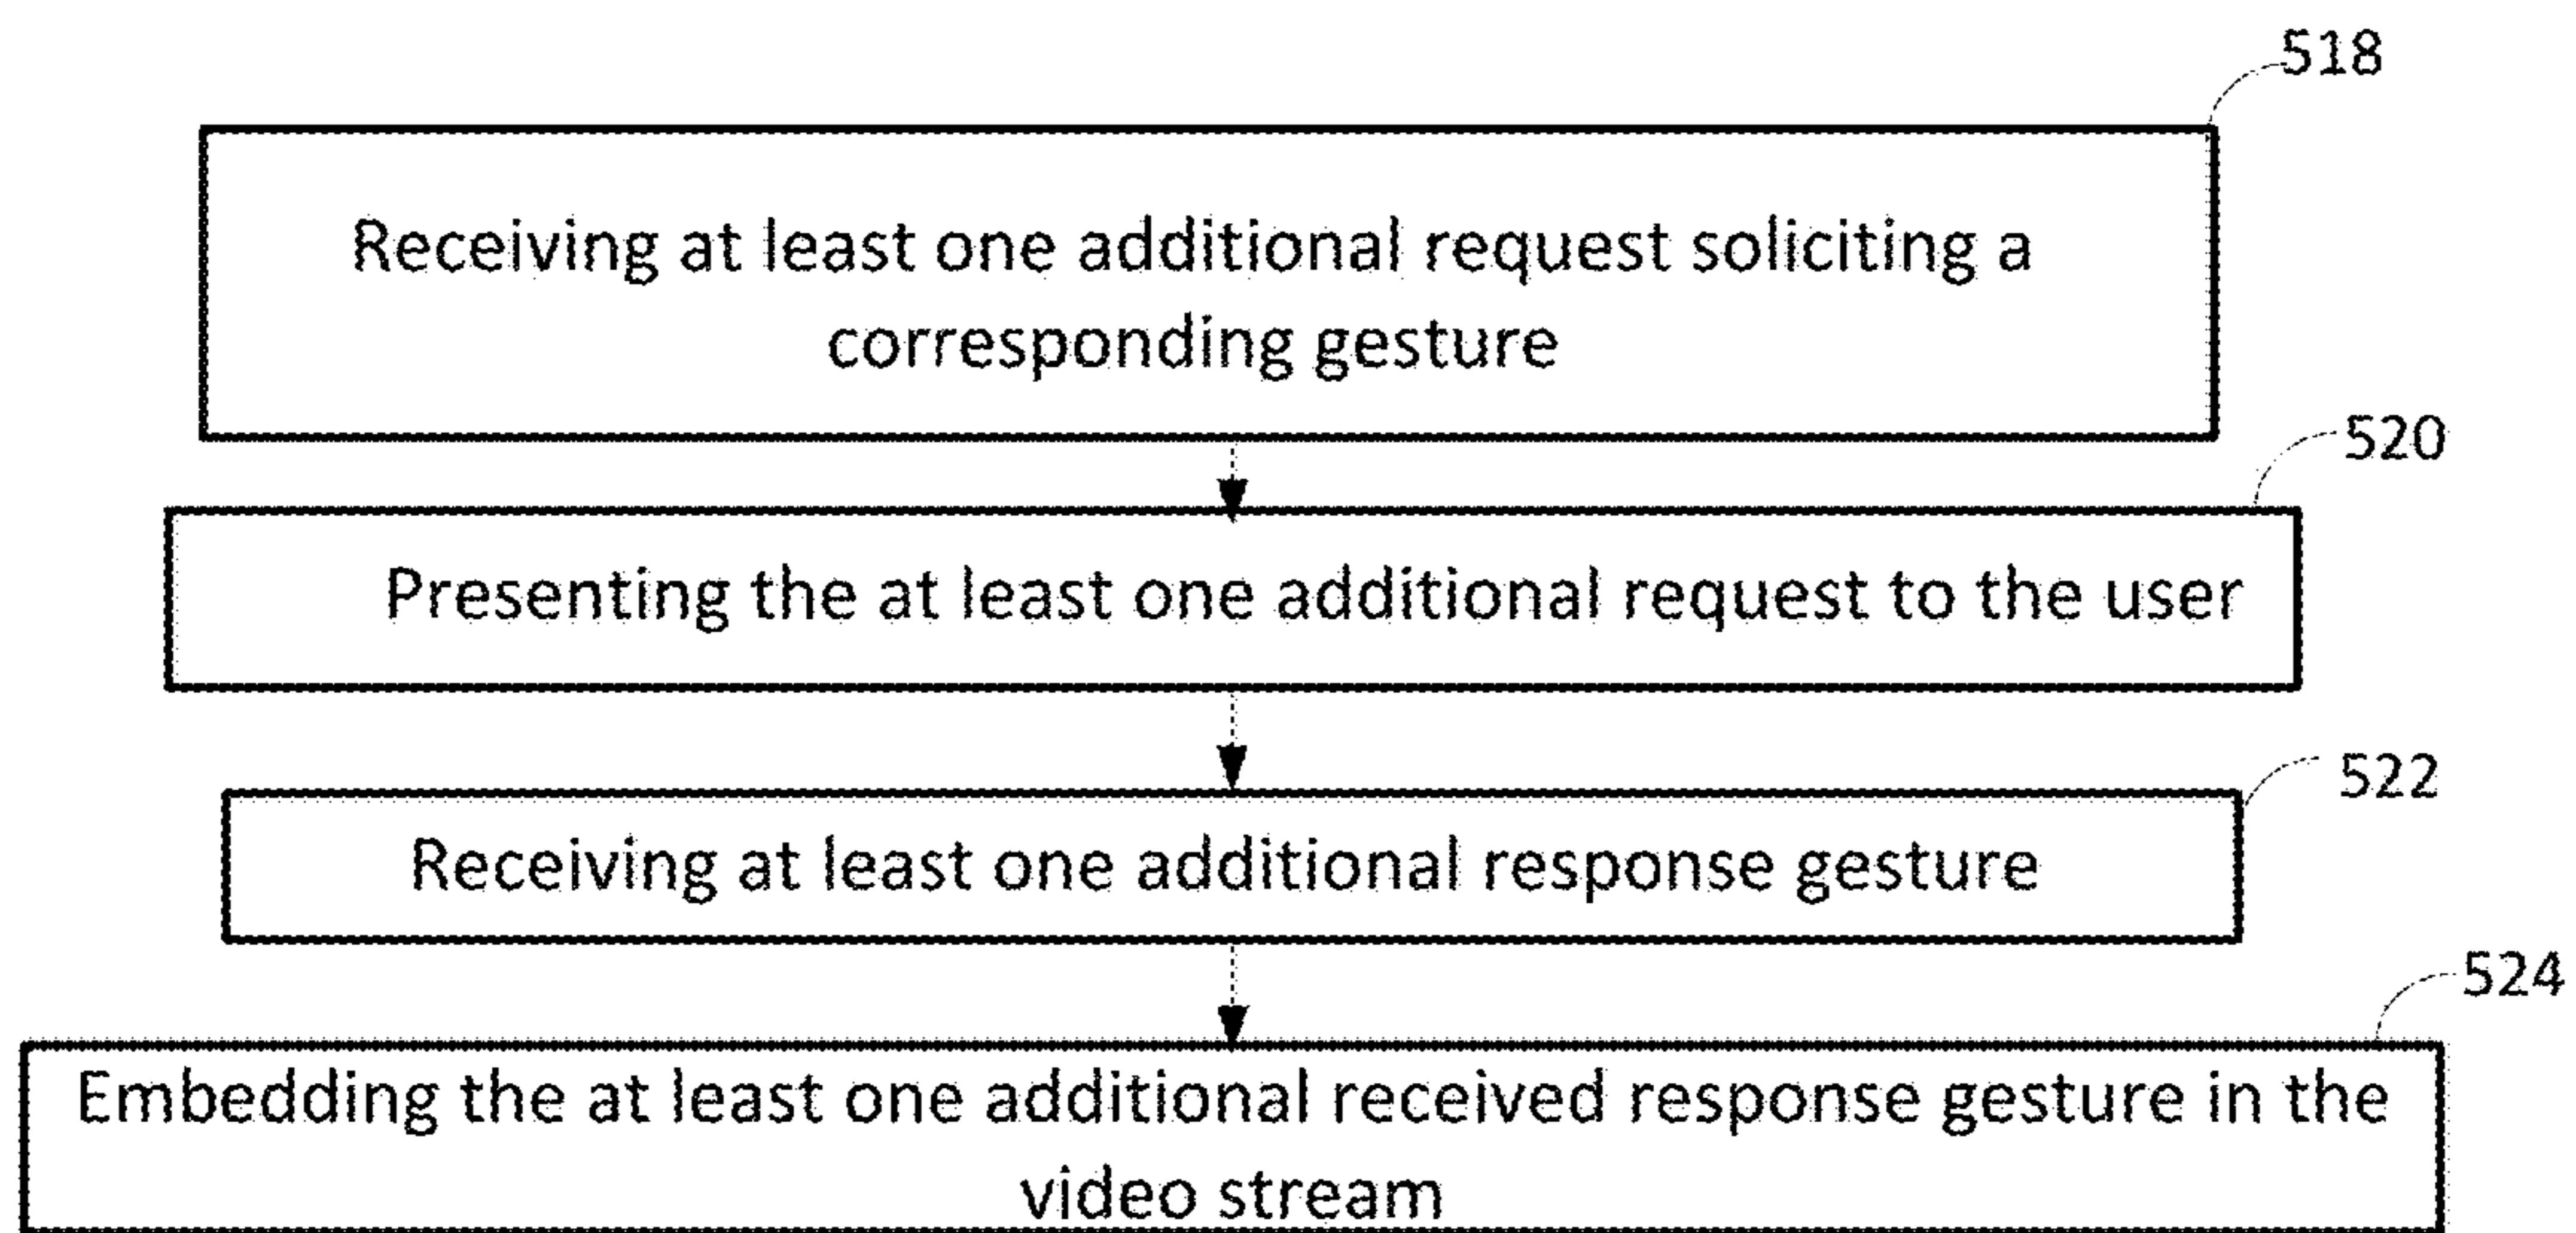 518
Receiving at least one additional request soliciting a
corresponding gesture
520
Presenting the at least one additional request to the user
522
Receiving at least one additional response gesture
524
Embedding the at least one additional received response gesture in the
video stream